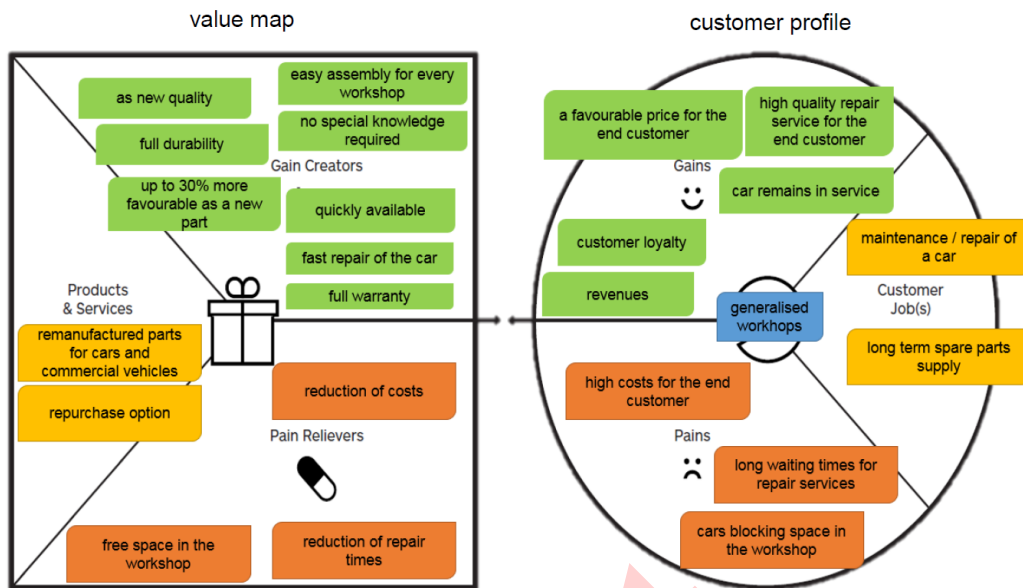 value map
customer profile
as new quality
easy assembly for every
workshop
full durability
no special knowledge
required
Gain Creators
up to 30% more
favourable as a new
part
quickly available
fast repair of the car
full warranty
Products
& Services
remanufactured parts
for cars and
commercial vehicles
repurchase option
reduction of costs
Pain Relievers
free space in the
workshop
reduction of repair
times
a favourable price for the
end customer
high quality repair
service for the
end customer
Gains
car remains in service
customer loyalty
revenues
maintenance / repair of
a car
generalised
workhops
Customer
Job(s)
long term spare parts
supply
high costs for the end
customer
Pains
long waiting times for
repair services
cars blocking space in
the workshop